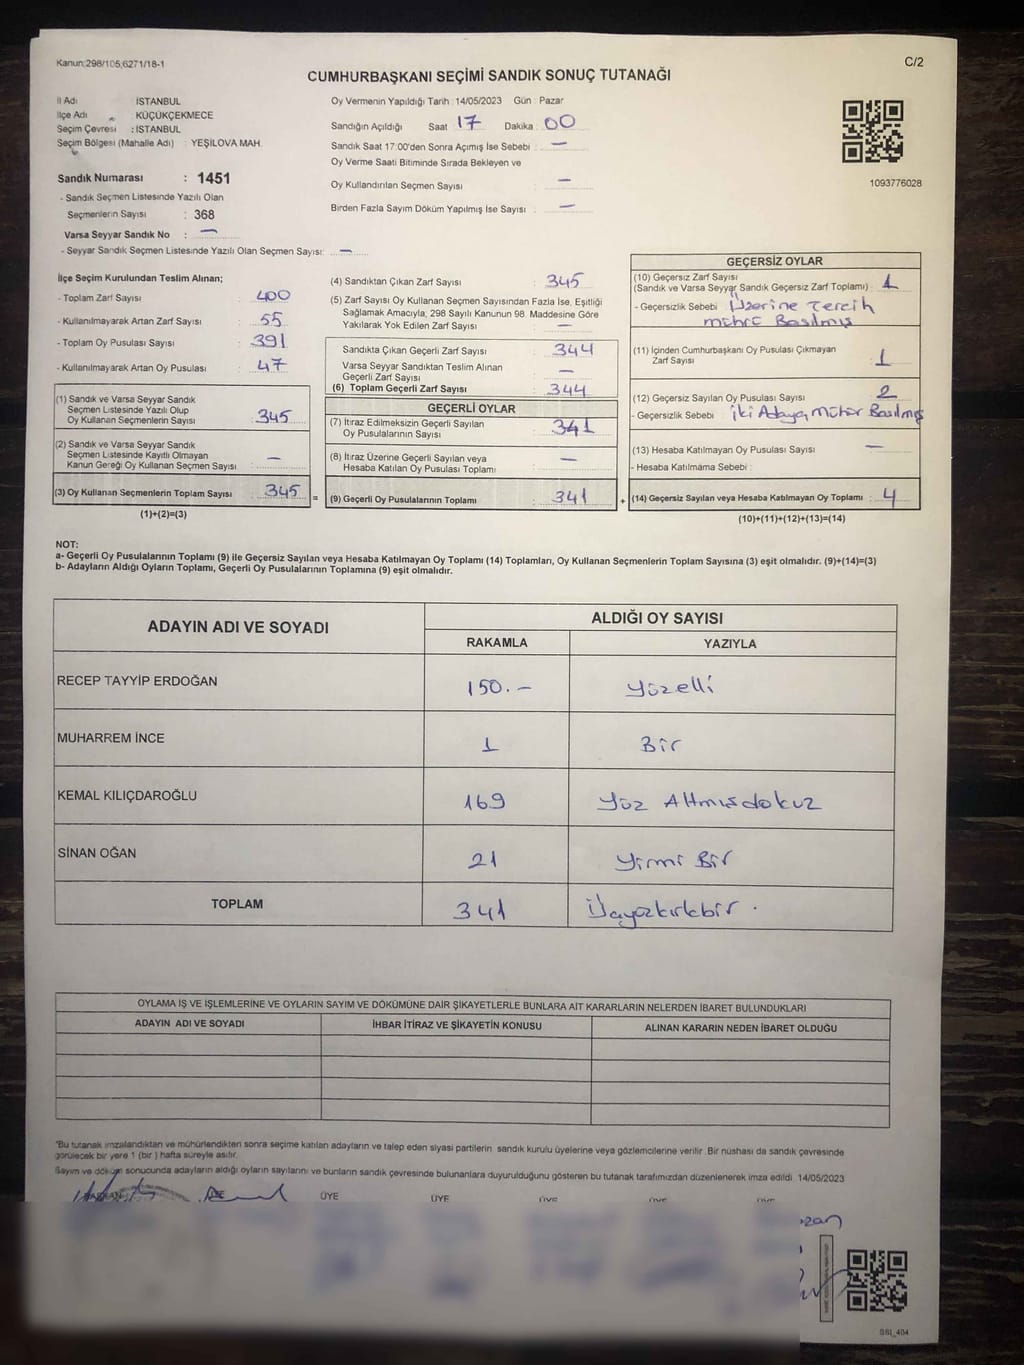 Kanun:298/105,6271/18-1
C/2
CUMHURBAŞKANI SEÇİMİ SANDIK SONUÇ TUTANAĞI
İl Adı : İSTANBUL
İlçe Adı : KÜÇÜKÇEKMECE
Seçim Çevresi : İSTANBUL
Seçim Bölgesi (Mahalle Adı) : YEŞİLOVA MAH.
Sandık Numarası : 1451
- Sandık Seçmen Listesinde Yazılı Olan
Seçmenlerin Sayısı : 368
Varsa Seyyar Sandık No : —
- Seyyar Sandık Seçmen Listesinde Yazılı Olan Seçmen Sayısı: —
Oy Vermenin Yapıldığı Tarih : 14/05/2023 Gün : Pazar
Sandığın Açıldığı Saat 17 Dakika 00
Sandık Saat 17:00'den Sonra Açımış İse Sebebi : —
Oy Verme Saati Bitiminde Sırada Bekleyen ve
Oy Kullandırılan Seçmen Sayısı : —
Birden Fazla Sayım Döküm Yapılmış İse Sayısı : —
1093776028
İlçe Seçim Kurulundan Teslim Alınan;
- Toplam Zarf Sayısı : 400
- Kullanılmayarak Artan Zarf Sayısı : 55
- Toplam Oy Pusulası Sayısı : 391
- Kullanılmayarak Artan Oy Pusulası : 47
(1) Sandık ve Varsa Seyyar Sandık
Seçmen Listesinde Yazılı Olup
Oy Kullanan Seçmenlerin Sayısı : 345
(2) Sandık ve Varsa Seyyar Sandık
Seçmen Listesinde Kayıtlı Olmayan
Kanun Gereği Oy Kullanan Seçmen Sayısı : —
(3) Oy Kullanan Seçmenlerin Toplam Sayısı : 345
(1)+(2)=(3)
=
(4) Sandıktan Çıkan Zarf Sayısı : 345
(5) Zarf Sayısı Oy Kullanan Seçmen Sayısından Fazla İse, Eşitliği
Sağlamak Amacıyla; 298 Sayılı Kanunun 98. Maddesine Göre
Yakılarak Yok Edilen Zarf Sayısı : —
Sandıkta Çıkan Geçerli Zarf Sayısı : 344
Varsa Seyyar Sandıktan Teslim Alınan
Geçerli Zarf Sayısı : —
(6) Toplam Geçerli Zarf Sayısı : 344
GEÇERLİ OYLAR
(7) İtiraz Edilmeksizin Geçerli Sayılan
Oy Pusulalarının Sayısı : 341
(8) İtiraz Üzerine Geçerli Sayılan veya
Hesaba Katılan Oy Pusulası Toplamı : —
(9) Geçerli Oy Pusulalarının Toplamı : 341
+
GEÇERSİZ OYLAR
(10) Geçersiz Zarf Sayısı
(Sandık ve Varsa Seyyar Sandık Geçersiz Zarf Toplamı) : 1
- Geçersizlik Sebebi : Üzerine Tercih
mührü Basılmış
(11) İçinden Cumhurbaşkanı Oy Pusulası Çıkmayan
Zarf Sayısı : 1
(12) Geçersiz Sayılan Oy Pusulası Sayısı : 2
- Geçersizlik Sebebi : İki Adaya Mühür Basılmış
(13) Hesaba Katılmayan Oy Pusulası Sayısı : —
- Hesaba Katılmama Sebebi :
(14) Geçersiz Sayılan veya Hesaba Katılmayan Oy Toplamı : 4
(10)+(11)+(12)+(13)=(14)
NOT:
a- Geçerli Oy Pusulalarının Toplamı (9) ile Geçersiz Sayılan veya Hesaba Katılmayan Oy Toplamı (14) Toplamları, Oy Kullanan Seçmenlerin Toplam Sayısına (3) eşit olmalıdır. (9)+(14)=(3)
b- Adayların Aldığı Oyların Toplamı, Geçerli Oy Pusulalarının Toplamına (9) eşit olmalıdır.
ADAYIN ADI VE SOYADI
ALDIĞI OY SAYISI
RAKAMLA YAZIYLA
RECEP TAYYİP ERDOĞAN 150.— Yüzelli
MUHARREM İNCE 1 Bir
KEMAL KILIÇDAROĞLU 169 Yüz Altmışdokuz
SİNAN OĞAN 21 Yirmi Bir
TOPLAM 341 Üçyüzkırkbir .
OYLAMA İŞ VE İŞLEMLERİNE VE OYLARIN SAYIM VE DÖKÜMÜNE DAİR ŞİKAYETLERLE BUNLARA AİT KARARLARIN NELERDEN İBARET BULUNDUKLARI
ADAYIN ADI VE SOYADI İHBAR İTİRAZ VE ŞİKAYETİN KONUSU ALINAN KARARIN NEDEN İBARET OLDUĞU
*Bu tutanak imzalandıktan ve mühürlendikten sonra seçime katılan adayların ve talep eden siyasi partilerin sandık kurulu üyelerine veya gözlemcilerine verilir. Bir nüshası da sandık çevresinde
görülecek bir yere 1 (bir) hafta süreyle asılır.
Sayım ve döküm sonucunda adayların aldığı oyların sayılarını ve bunların sandık çevresinde bulunanlara duyurulduğunu gösteren bu tutanak tarafımızdan düzenlenerek imza edildi. 14/05/2023
BAŞKAN ÜYE ÜYE ÜYE ÜYE ÜYE ÜYE
SSİ_404